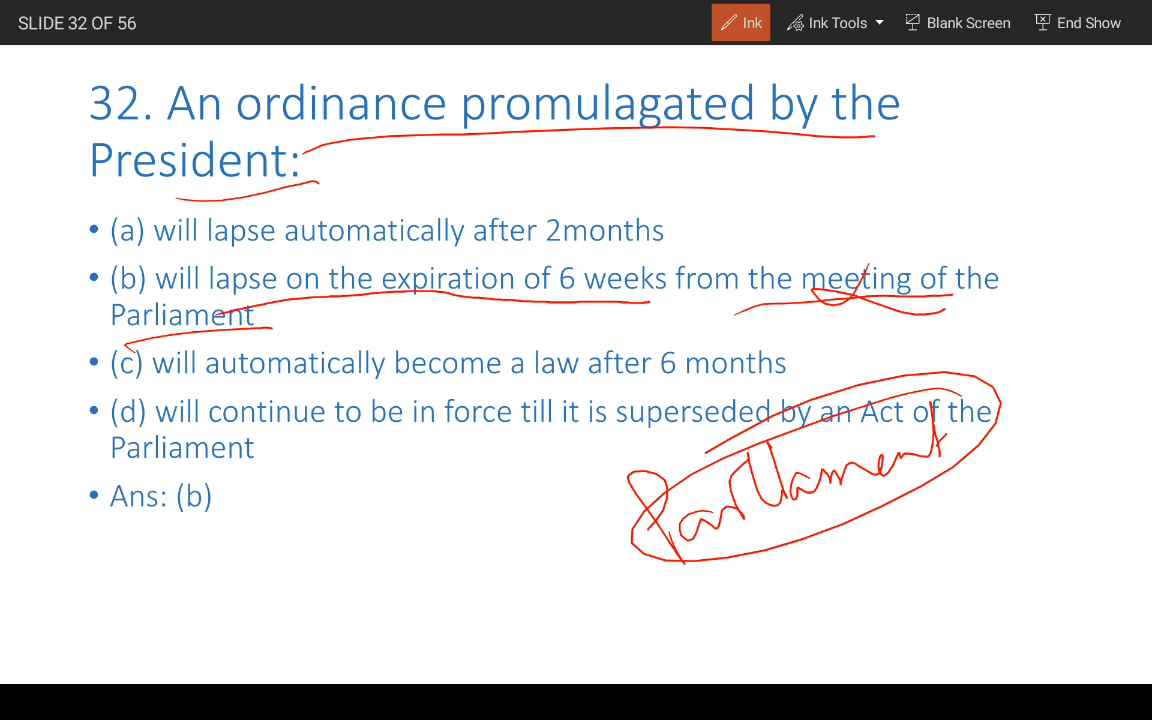 SLIDE 32 OF 56
Ink
Ink Tools
Blank Screen
End Show
32. An ordinance promulagated by the
President:
• (a) will lapse automatically after 2months
• (b) will lapse on the expiration of 6 weeks from the meeting of the
Parliament
• (c) will automatically become a law after 6 months
• (d) will continue to be in force till it is superseded by an Act of the
Parliament
Parliament
• Ans: (b)